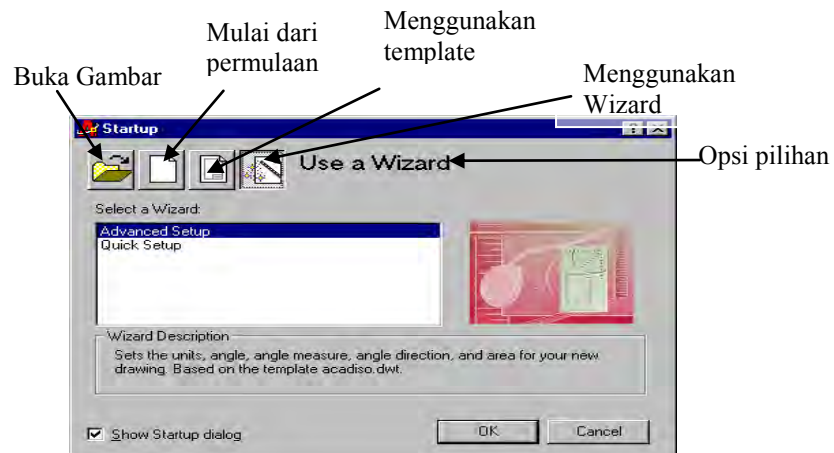 Menggunakan
template
Mulai dari
permulaan
Buka Gambar
Menggunakan
Wizard
Startup
Use a Wizard
Opsi pilihan
Select a Wizard:
Advanced Setup
Quick Setup
Wizard Description
Sets the units, angle, angle measure, angle direction, and area for your new
drawing. Based on the template acadiso.dwt.
Show Startup dialog
OK
Cancel